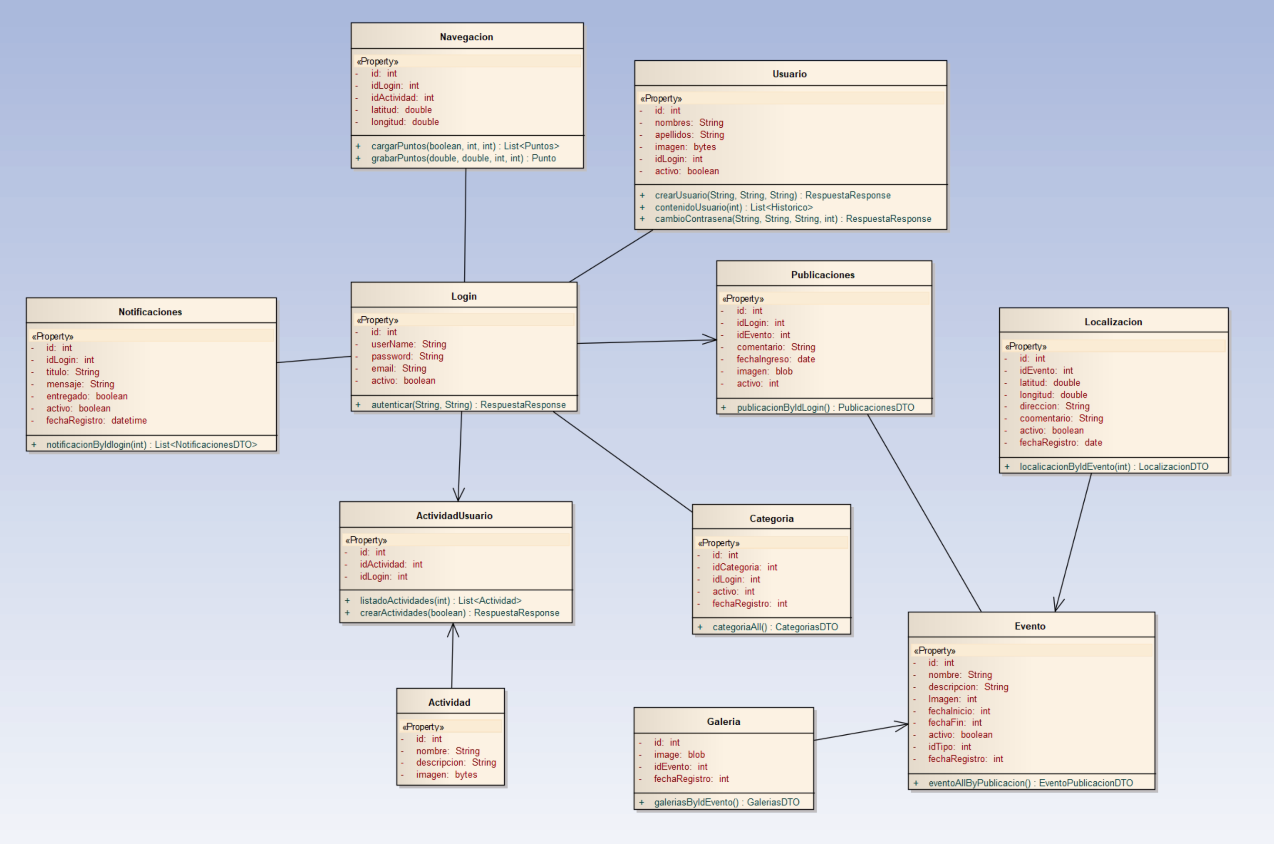 Navegacion
«Property»
- id: int
- idLogin: int
- idActividad: int
- latitud: double
- longitud: double
+ cargarPuntos(boolean, int, int) : List<Puntos>
+ grabarPuntos(double, double, int, int) : Punto
Usuario
«Property»
- id: int
- nombres: String
- apellidos: String
- imagen: bytes
- idLogin: int
- activo: boolean
+ crearUsuario(String, String, String) : RespuestaResponse
+ contenidoUsuario(int) : List<Historico>
+ cambioContrasena(String, String, String, int) : RespuestaResponse
Notificaciones
«Property»
- id: int
- idLogin: int
- titulo: String
- mensaje: String
- entregado: boolean
- activo: boolean
- fechaRegistro: datetime
+ notificacionByIdlogin(int) : List<NotificacionesDTO>
Login
«Property»
- id: int
- userName: String
- password: String
- email: String
- activo: boolean
+ autenticar(String, String) : RespuestaResponse
Publicaciones
«Property»
- id: int
- idLogin: int
- idEvento: int
- comentario: String
- fechaIngreso: date
- imagen: blob
- activo: int
+ publicacionByIdLogin() : PublicacionesDTO
Localizacion
«Property»
- id: int
- idEvento: int
- latitud: double
- longitud: double
- direccion: String
- coomentario: String
- activo: boolean
- fechaRegistro: date
+ localicacionByIdEvento(int) : LocalizacionDTO
ActividadUsuario
«Property»
- id: int
- idActividad: int
- idLogin: int
+ listadoActividades(int) : List<Actividad>
+ crearActividades(boolean) : RespuestaResponse
Categoria
«Property»
- id: int
- idCategoria: int
- idLogin: int
- activo: int
- fechaRegistro: int
+ categoriaAll() : CategoriasDTO
Evento
«Property»
- id: int
- nombre: String
- descripcion: String
- Imagen: int
- fechaInicio: int
- fechaFin: int
- activo: boolean
- idTipo: int
- fechaRegistro: int
+ eventoAllByPublicacion() : EventoPublicacionDTO
Actividad
«Property»
- id: int
- nombre: String
- descripcion: String
- imagen: bytes
Galeria
- id: int
- image: blob
- idEvento: int
- fechaRegistro: int
+ galeriasByIdEvento() : GaleriasDTO